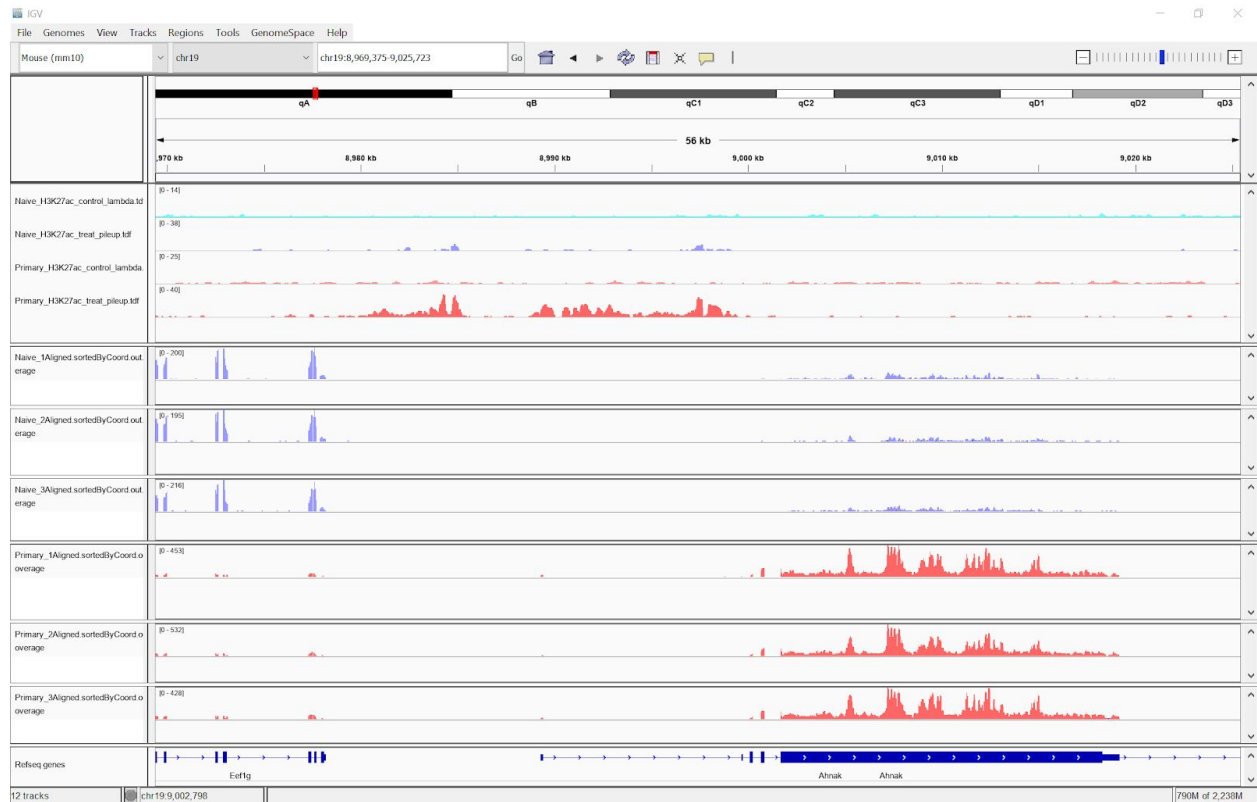 IGV
File Genomes View Tracks Regions Tools GenomeSpace Help
Mouse (mm10) chr19 chr19:8,969,375-9,025,723 Go
qA qB qC1 qC2 qC3 qD1 qD2 qD3
56 kb
,970 kb 8,980 kb 8,990 kb 9,000 kb 9,010 kb 9,020 kb
[0 - 14]
Naive_H3K27ac_control_lambda.td
[0 - 38]
Naive_H3K27ac_treat_pileup.tdf
[0 - 25]
Primary_H3K27ac_control_lambda.
[0 - 40]
Primary_H3K27ac_treat_pileup.tdf
[0 - 200]
Naive_1Aligned.sortedByCoord.out.
erage
[0 - 195]
Naive_2Aligned.sortedByCoord.out.
erage
[0 - 216]
Naive_3Aligned.sortedByCoord.out.
erage
[0 - 453]
Primary_1Aligned.sortedByCoord.o
overage
[0 - 532]
Primary_2Aligned.sortedByCoord.o
overage
[0 - 428]
Primary_3Aligned.sortedByCoord.o
overage
Refseq genes
Eef1g Ahnak Ahnak
12 tracks chr19:9,002,798 790M of 2,238M